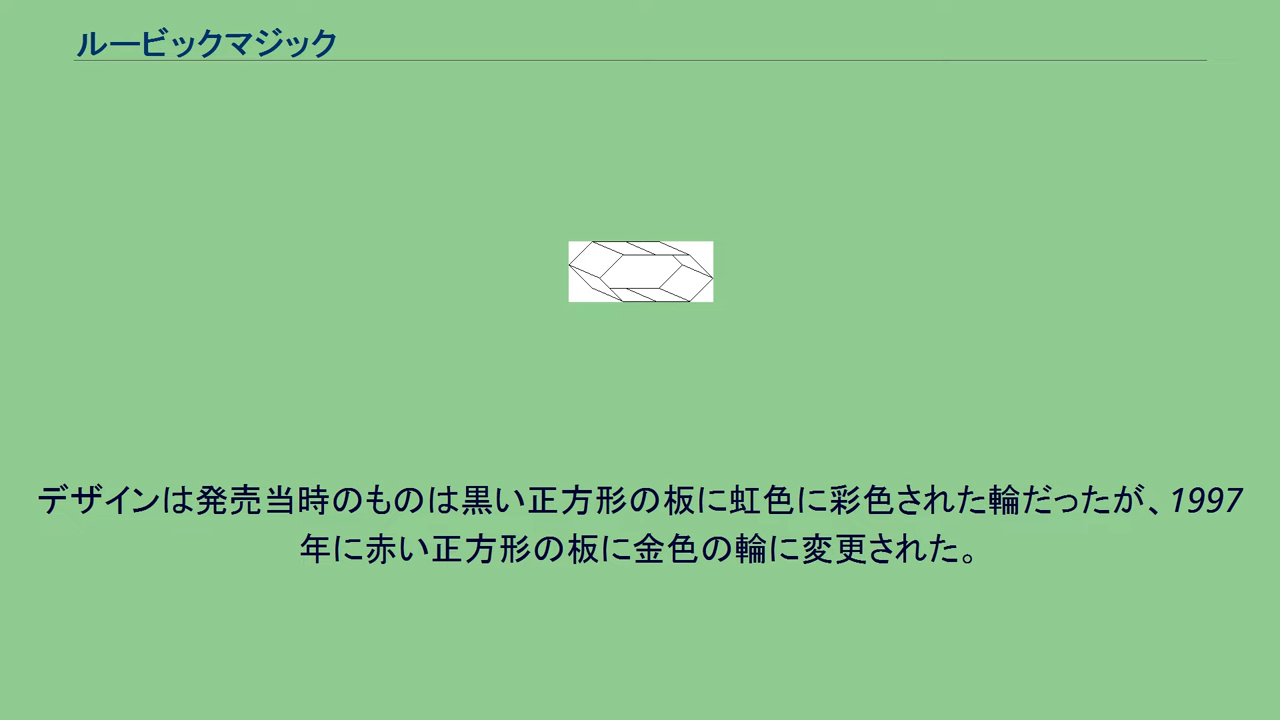 ルービックマジック
デザインは発売当時のものは黒い正方形の板に虹色に彩色された輪だったが、1997
年に赤い正方形の板に金色の輪に変更された。